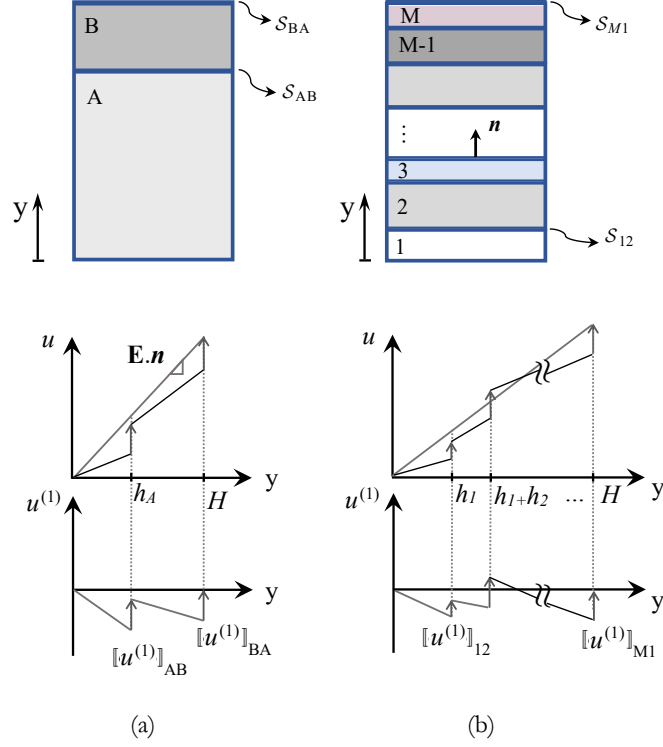 B
S_BA
A
S_AB
y
M
S_M1
M-1
⋮
n
3
2
S_12
1
y
u
E.n
h_A
H
y
u
h_1
h_1+h_2
...
H
y
u^(1)
y
⟦u^(1)⟧_AB
⟦u^(1)⟧_BA
u^(1)
y
⟦u^(1)⟧_12
⟦u^(1)⟧_M1
(a)
(b)